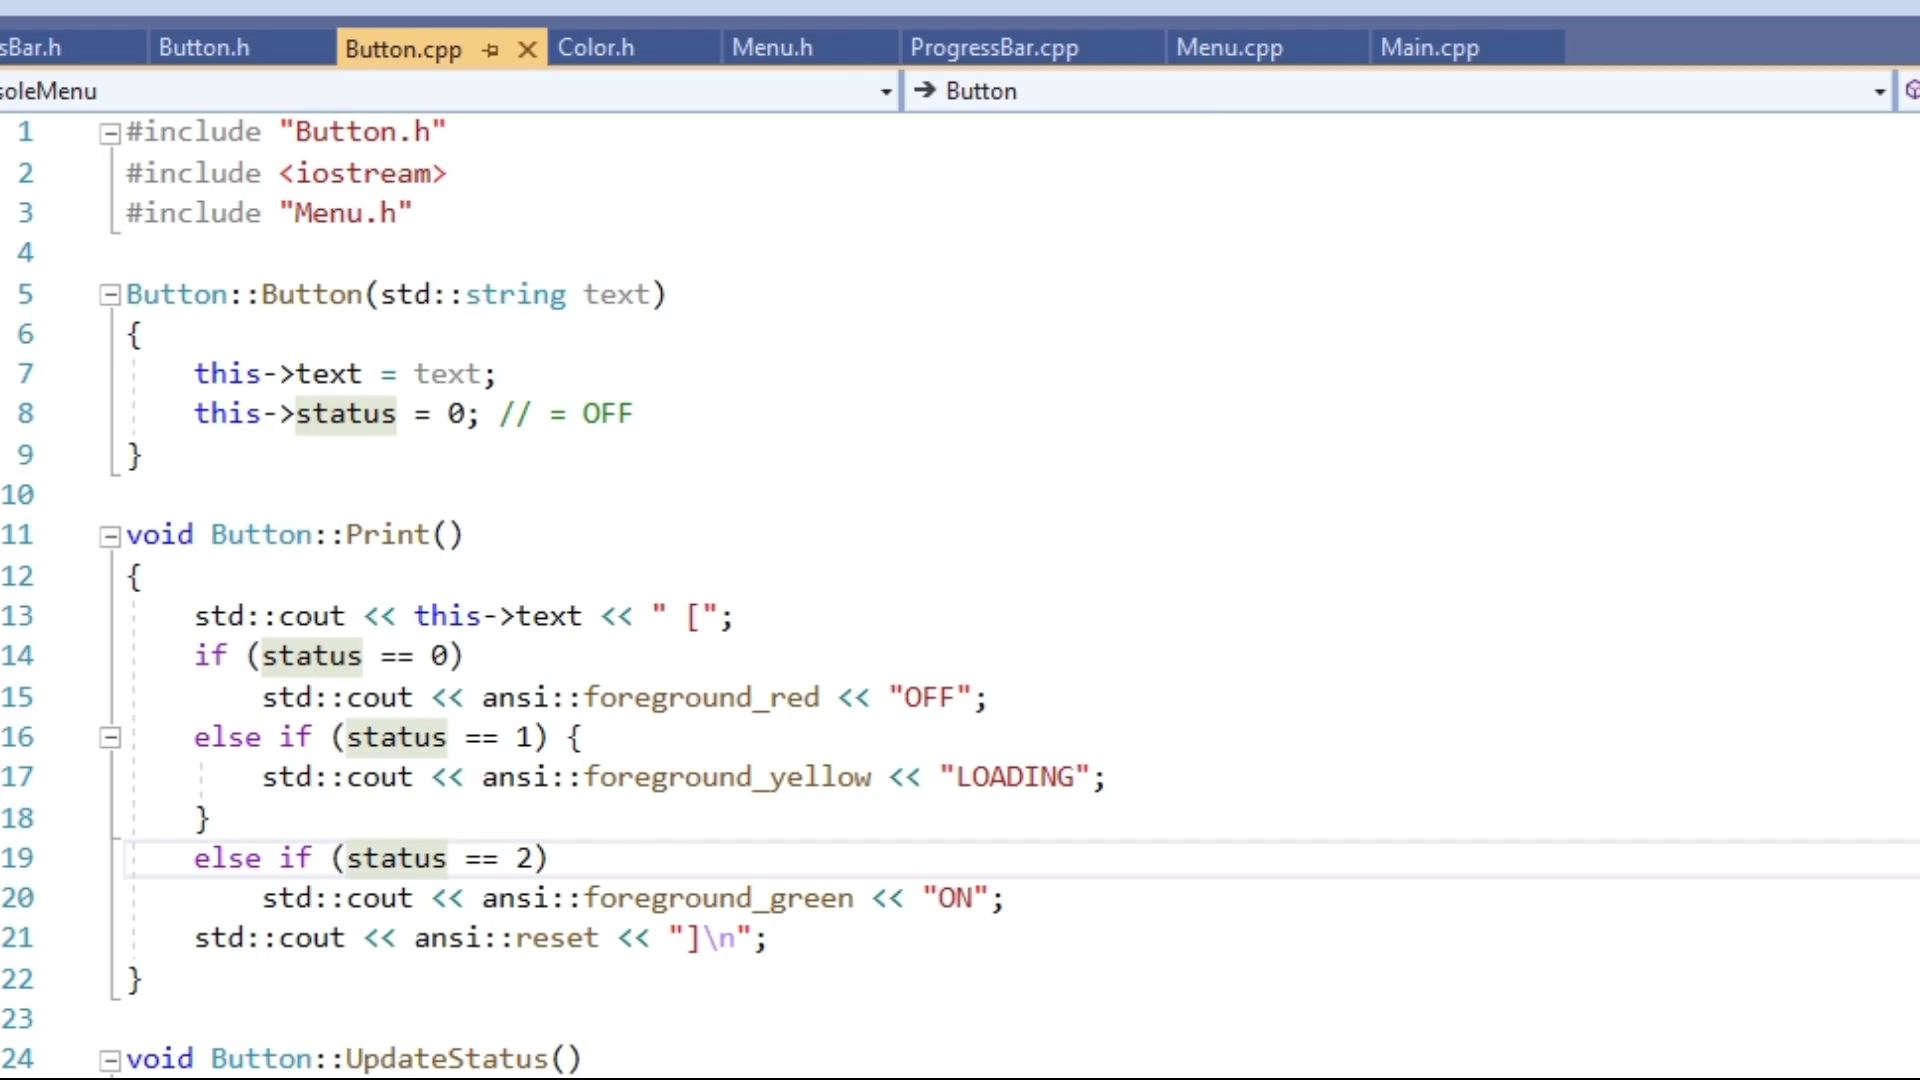 sBar.h Button.h Button.cpp Color.h Menu.h ProgressBar.cpp Menu.cpp Main.cpp
soleMenu Button
1 #include "Button.h"
2 #include <iostream>
3 #include "Menu.h"
4
5 Button::Button(std::string text)
6 {
7 this->text = text;
8 this->status = 0; // = OFF
9 }
10
11 void Button::Print()
12 {
13 std::cout << this->text << " [";
14 if (status == 0)
15 std::cout << ansi::foreground_red << "OFF";
16 else if (status == 1) {
17 std::cout << ansi::foreground_yellow << "LOADING";
18 }
19 else if (status == 2)
20 std::cout << ansi::foreground_green << "ON";
21 std::cout << ansi::reset << "]\n";
22 }
23
24 void Button::UpdateStatus()